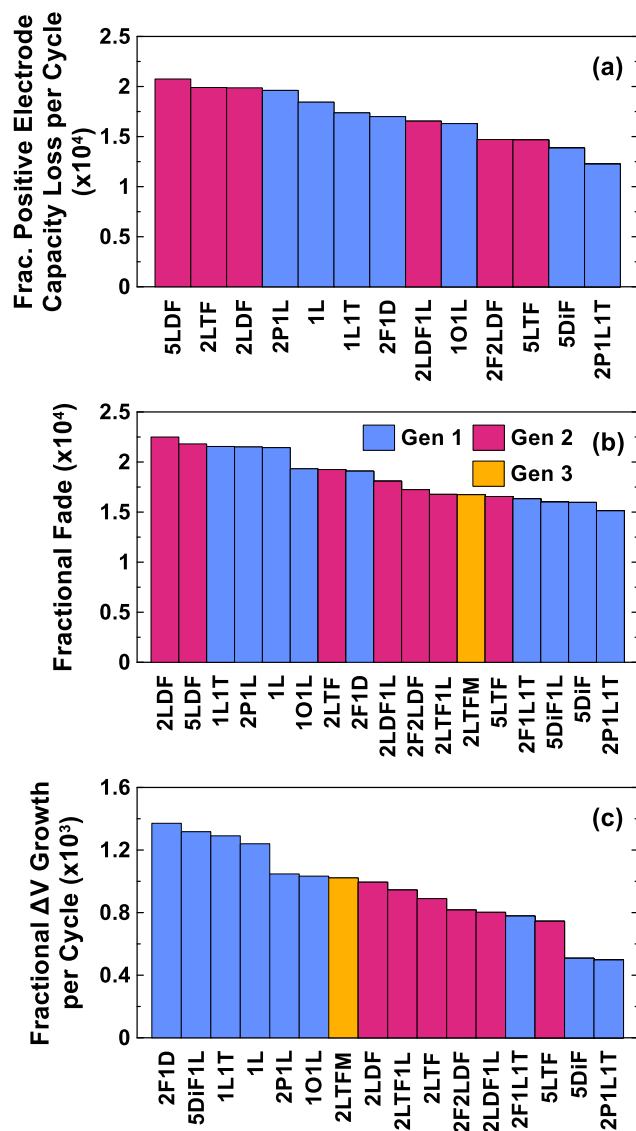 (a)
Frac. Positive Electrode
Capacity Loss per Cycle
(x10⁴)
2.5
2
1.5
1
0.5
0
5LDF
2LTF
2LDF
2P1L
1L
1L1T
2F1D
2LDF1L
1O1L
2F2LDF
5LTF
5DiF
2P1L1T
(b)
Fractional Fade (x10⁴)
2.5
2
1.5
1
0.5
0
Gen 1
Gen 2
Gen 3
2LDF
5LDF
1L1T
2P1L
1L
1O1L
2LTF
2F1D
2LDF1L
2F2LDF
2LTF1L
2LTFM
5LTF
2F1L1T
5DiF1L
5DiF
2P1L1T
(c)
Fractional ΔV Growth
per Cycle (x10³)
1.6
1.2
0.8
0.4
0
2F1D
5DiF1L
1L1T
1L
2P1L
1O1L
2LTFM
2LDF
2LTF1L
2LTF
2F2LDF
2LDF1L
2F1L1T
5LTF
5DiF
2P1L1T